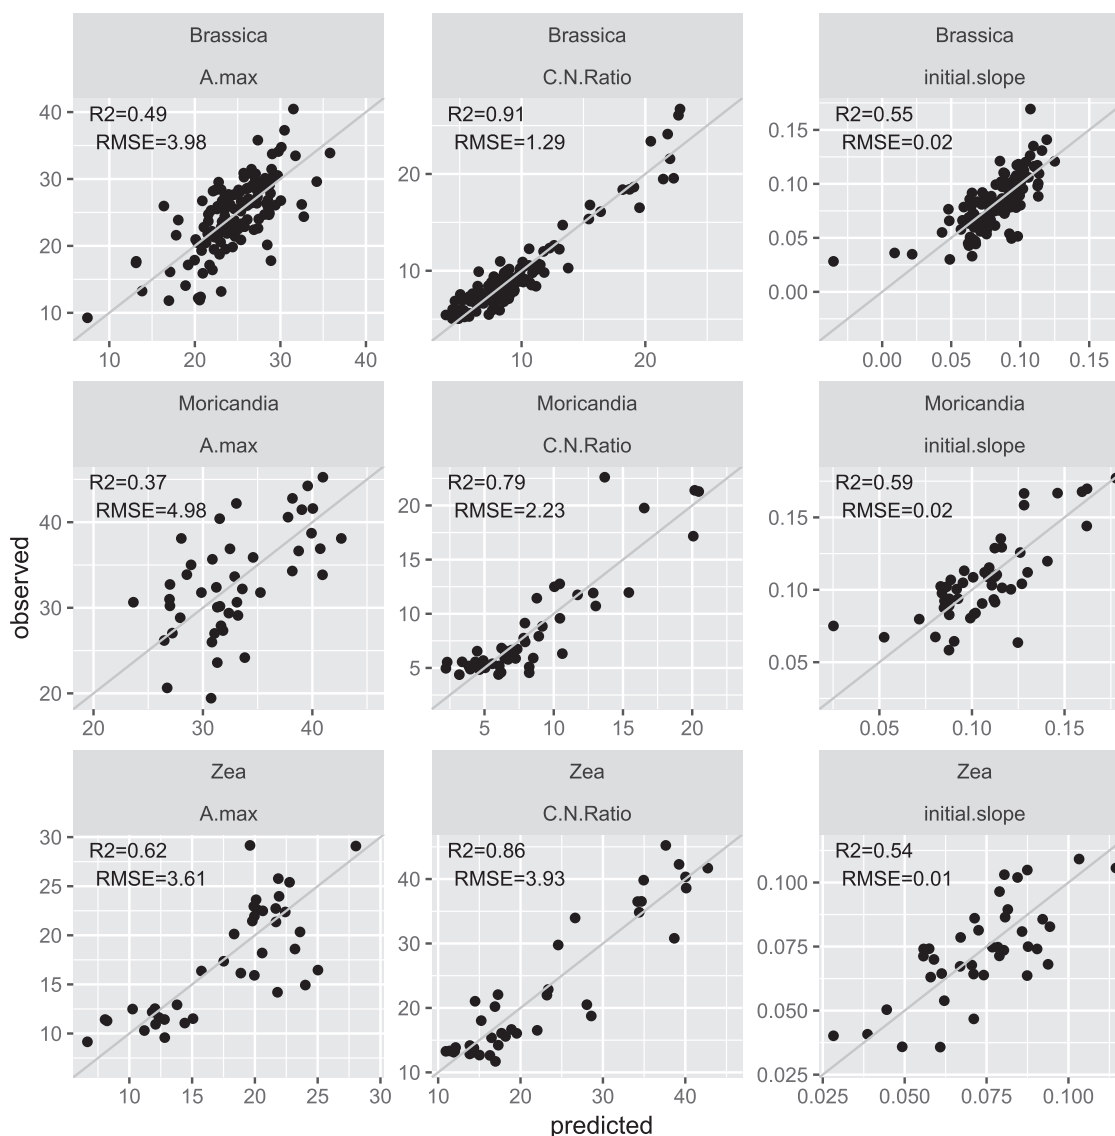 Brassica
A.max
R2=0.49
RMSE=3.98
40
30
20
10
10
20
30
40
Brassica
C.N.Ratio
R2=0.91
RMSE=1.29
20
10
10
20
Brassica
initial.slope
R2=0.55
RMSE=0.02
0.15
0.10
0.05
0.00
0.00
0.05
0.10
0.15
observed
Moricandia
A.max
R2=0.37
RMSE=4.98
40
30
20
20
30
40
Moricandia
C.N.Ratio
R2=0.79
RMSE=2.23
20
15
10
5
5
10
15
20
Moricandia
initial.slope
R2=0.59
RMSE=0.02
0.15
0.10
0.05
0.05
0.10
0.15
Zea
A.max
R2=0.62
RMSE=3.61
30
25
20
15
10
10
15
20
25
30
Zea
C.N.Ratio
R2=0.86
RMSE=3.93
40
30
20
10
10
20
30
40
Zea
initial.slope
R2=0.54
RMSE=0.01
0.100
0.075
0.050
0.025
0.025
0.050
0.075
0.100
predicted